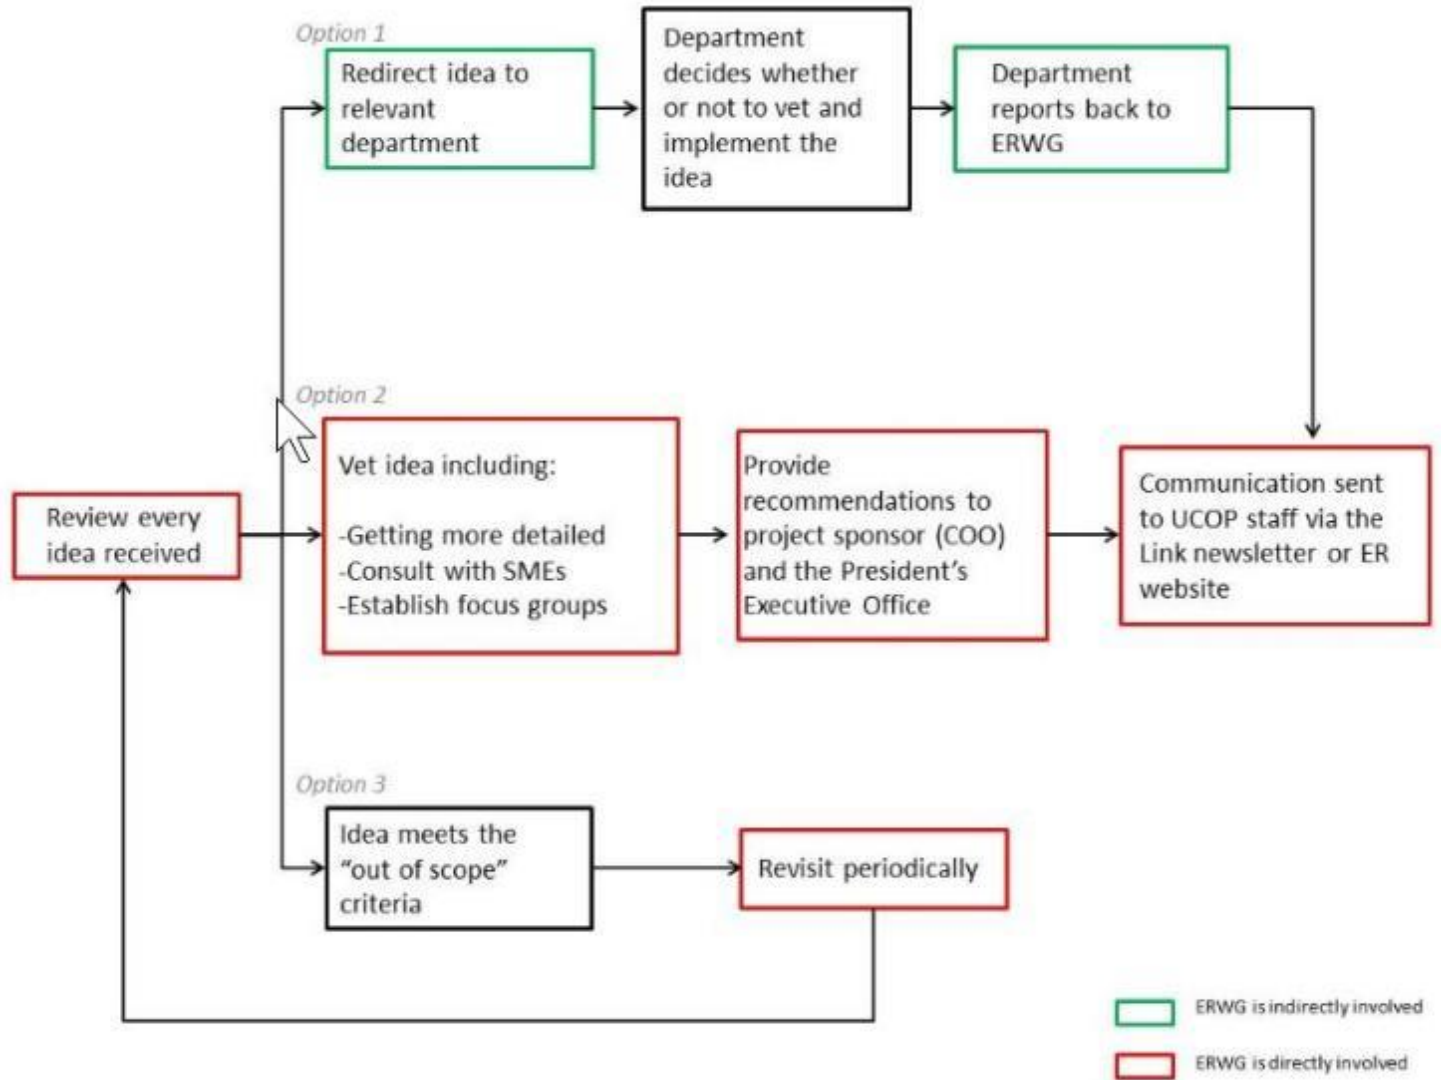 Option 1
Redirect idea to
relevant
department
Department
decides whether
or not to vet and
implement the
idea
Department
reports back to
ERWG
Option 2
Review every
idea received
Vet idea including:
-Getting more detailed
-Consult with SMEs
-Establish focus groups
Provide
recommendations to
project sponsor (COO)
and the President's
Executive Office
Communication sent
to UCOP staff via the
Link newsletter or ER
website
Option 3
Idea meets the
"out of scope"
criteria
Revisit periodically
ERWG is indirectly involved
ERWG is directly involved